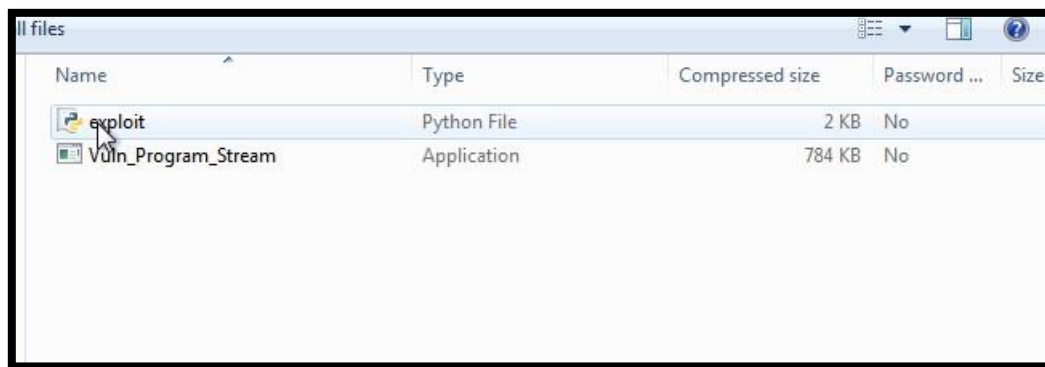 ll files
Name Type Compressed size Password ... Size
exploit Python File 2 KB No
Vuln_Program_Stream Application 784 KB No